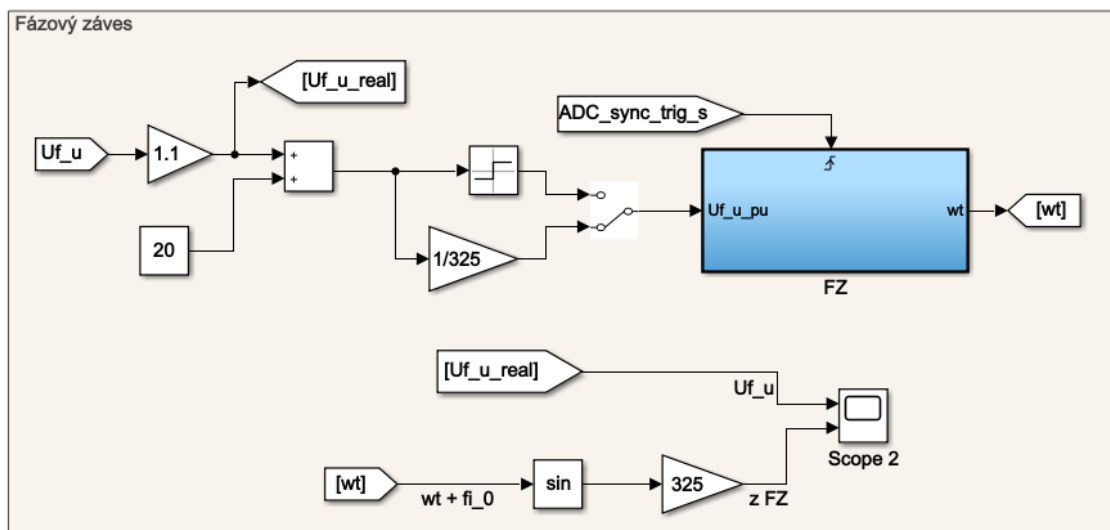 Fázový záves
[Uf_u_real]
Uf_u
1.1
+
+
20
1/325
ADC_sync_trig_s
Uf_u_pu
wt
FZ
[wt]
[Uf_u_real]
Uf_u
Scope 2
[wt]
wt + fi_0
sin
325
z FZ